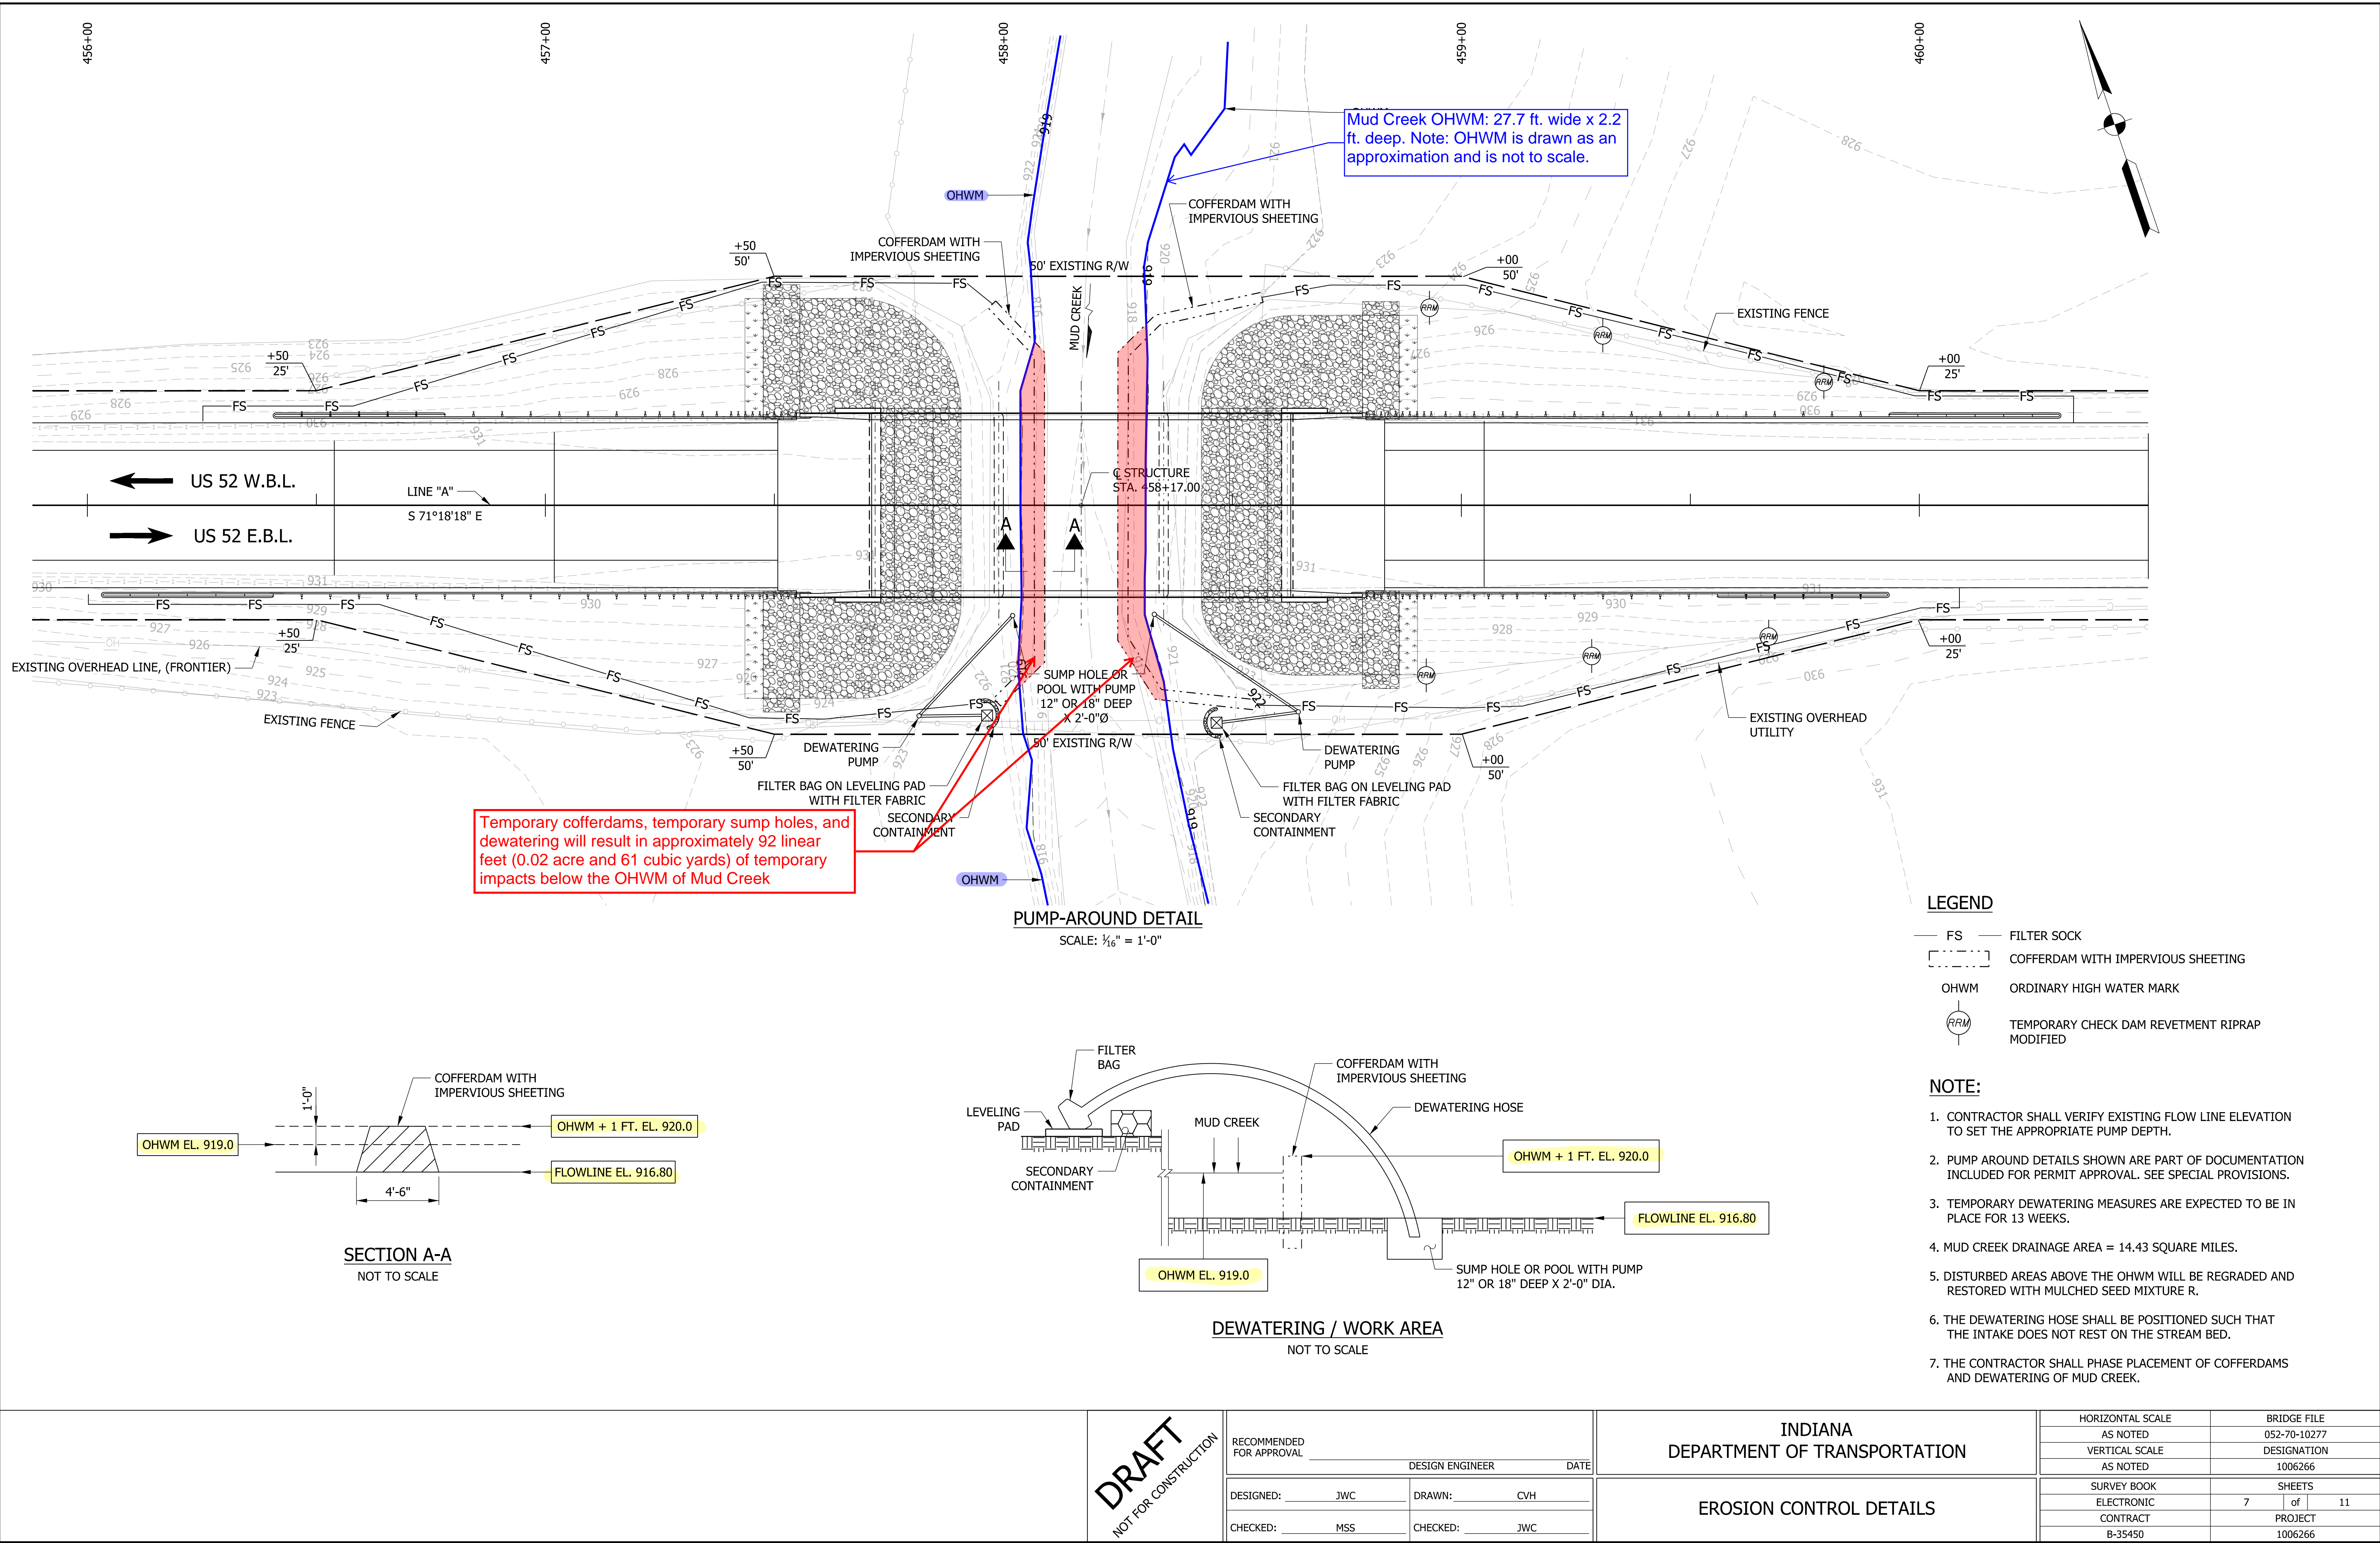 456+00
457+00
458+00
459+00
460+00
Mud Creek OHWM: 27.7 ft. wide x 2.2
ft. deep. Note: OHWM is drawn as an
approximation and is not to scale.
OHWM
COFFERDAM WITH
IMPERVIOUS SHEETING
COFFERDAM WITH
IMPERVIOUS SHEETING
50' EXISTING R/W
MUD CREEK
+50
50'
+00
50'
+50
25'
+00
25'
EXISTING FENCE
US 52 W.B.L.
LINE "A"
S 71°18'18" E
US 52 E.B.L.
℄ STRUCTURE
STA. 458+17.00
A
A
FS
RRM
919
918
920
921
922
923
924
925
926
927
928
929
930
931
+50
25'
+00
25'
EXISTING OVERHEAD LINE, (FRONTIER)
EXISTING FENCE
+50
50'
+00
50'
EXISTING OVERHEAD
UTILITY
SUMP HOLE OR
POOL WITH PUMP
12" OR 18" DEEP
X 2'-0"Ø
50' EXISTING R/W
DEWATERING
PUMP
DEWATERING
PUMP
FILTER BAG ON LEVELING PAD
WITH FILTER FABRIC
FILTER BAG ON LEVELING PAD
WITH FILTER FABRIC
SECONDARY
CONTAINMENT
SECONDARY
CONTAINMENT
Temporary cofferdams, temporary sump holes, and
dewatering will result in approximately 92 linear
feet (0.02 acre and 61 cubic yards) of temporary
impacts below the OHWM of Mud Creek
OHWM
PUMP-AROUND DETAIL
SCALE: 1/16" = 1'-0"
LEGEND
FS FILTER SOCK
COFFERDAM WITH IMPERVIOUS SHEETING
OHWM ORDINARY HIGH WATER MARK
RRM TEMPORARY CHECK DAM REVETMENT RIPRAP
MODIFIED
NOTE:
1. CONTRACTOR SHALL VERIFY EXISTING FLOW LINE ELEVATION
TO SET THE APPROPRIATE PUMP DEPTH.
2. PUMP AROUND DETAILS SHOWN ARE PART OF DOCUMENTATION
INCLUDED FOR PERMIT APPROVAL. SEE SPECIAL PROVISIONS.
3. TEMPORARY DEWATERING MEASURES ARE EXPECTED TO BE IN
PLACE FOR 13 WEEKS.
4. MUD CREEK DRAINAGE AREA = 14.43 SQUARE MILES.
5. DISTURBED AREAS ABOVE THE OHWM WILL BE REGRADED AND
RESTORED WITH MULCHED SEED MIXTURE R.
6. THE DEWATERING HOSE SHALL BE POSITIONED SUCH THAT
THE INTAKE DOES NOT REST ON THE STREAM BED.
7. THE CONTRACTOR SHALL PHASE PLACEMENT OF COFFERDAMS
AND DEWATERING OF MUD CREEK.
1'-0"
COFFERDAM WITH
IMPERVIOUS SHEETING
OHWM EL. 919.0
OHWM + 1 FT. EL. 920.0
FLOWLINE EL. 916.80
4'-6"
SECTION A-A
NOT TO SCALE
FILTER
BAG
COFFERDAM WITH
IMPERVIOUS SHEETING
LEVELING
PAD
MUD CREEK
DEWATERING HOSE
SECONDARY
CONTAINMENT
OHWM + 1 FT. EL. 920.0
FLOWLINE EL. 916.80
OHWM EL. 919.0
SUMP HOLE OR POOL WITH PUMP
12" OR 18" DEEP X 2'-0" DIA.
DEWATERING / WORK AREA
NOT TO SCALE
DRAFT
NOT FOR CONSTRUCTION
RECOMMENDED
FOR APPROVAL
DESIGN ENGINEER DATE
DESIGNED: JWC DRAWN: CVH
CHECKED: MSS CHECKED: JWC
INDIANA
DEPARTMENT OF TRANSPORTATION
EROSION CONTROL DETAILS
HORIZONTAL SCALE BRIDGE FILE
AS NOTED 052-70-10277
VERTICAL SCALE DESIGNATION
AS NOTED 1006266
SURVEY BOOK SHEETS
ELECTRONIC 7 of 11
CONTRACT PROJECT
B-35450 1006266